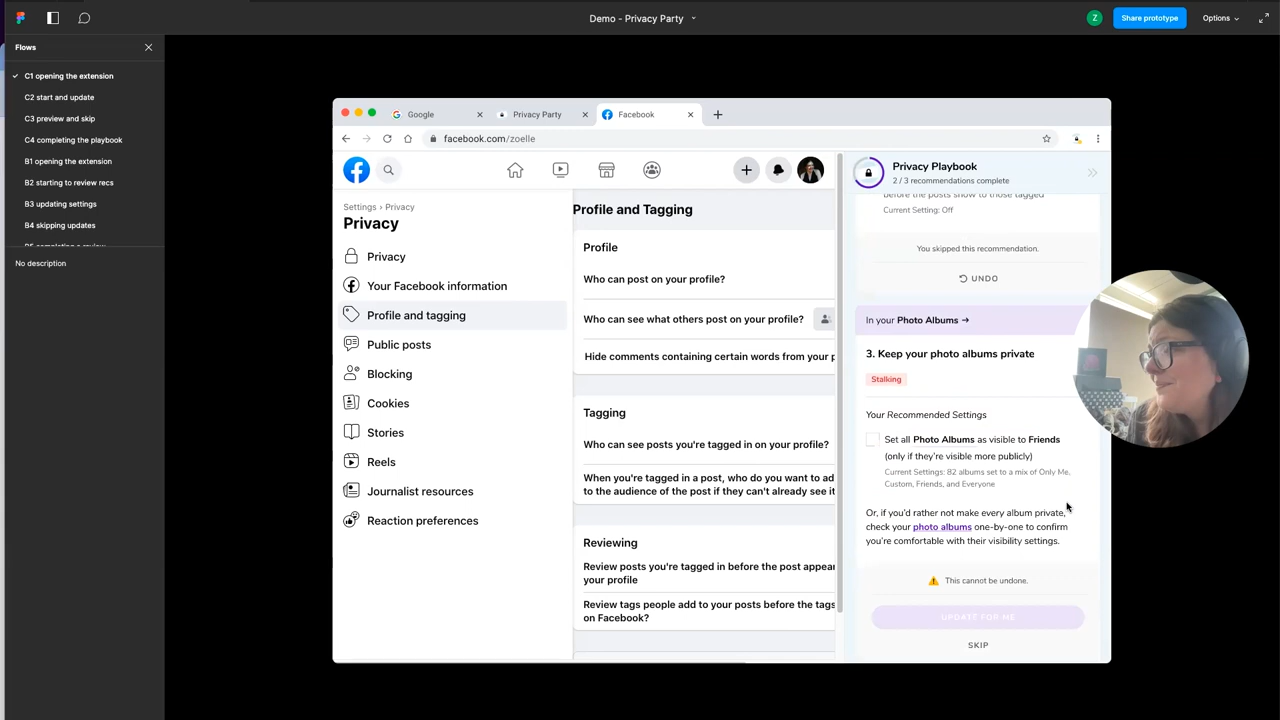 Demo - Privacy Party
Z
Share prototype
Options
Flows
C1 opening the extension
C2 start and update
C3 preview and skip
C4 completing the playbook
B1 opening the extension
B2 starting to review recs
B3 updating settings
B4 skipping updates
B5 completing a review
No description
Google
Privacy Party
Facebook
facebook.com/zoelle
Settings › Privacy
Privacy
Privacy
Your Facebook information
Profile and tagging
Public posts
Blocking
Cookies
Stories
Reels
Journalist resources
Reaction preferences
Profile and Tagging
Profile
Who can post on your profile?
Who can see what others post on your profile?
Hide comments containing certain words from your p
Tagging
Who can see posts you're tagged in on your profile?
When you're tagged in a post, who do you want to ad
to the audience of the post if they can't already see it
Reviewing
Review posts you're tagged in before the post appear
your profile
Review tags people add to your posts before the tags
on Facebook?
Privacy Playbook
2 / 3 recommendations complete
before the posts show to those tagged
Current Setting: Off
You skipped this recommendation.
UNDO
In your Photo Albums →
3. Keep your photo albums private
Stalking
Your Recommended Settings
Set all Photo Albums as visible to Friends
(only if they're visible more publicly)
Current Settings: 82 albums set to a mix of Only Me,
Custom, Friends, and Everyone
Or, if you'd rather not make every album private,
check your photo albums one-by-one to confirm
you're comfortable with their visibility settings.
This cannot be undone.
UPDATE FOR ME
SKIP